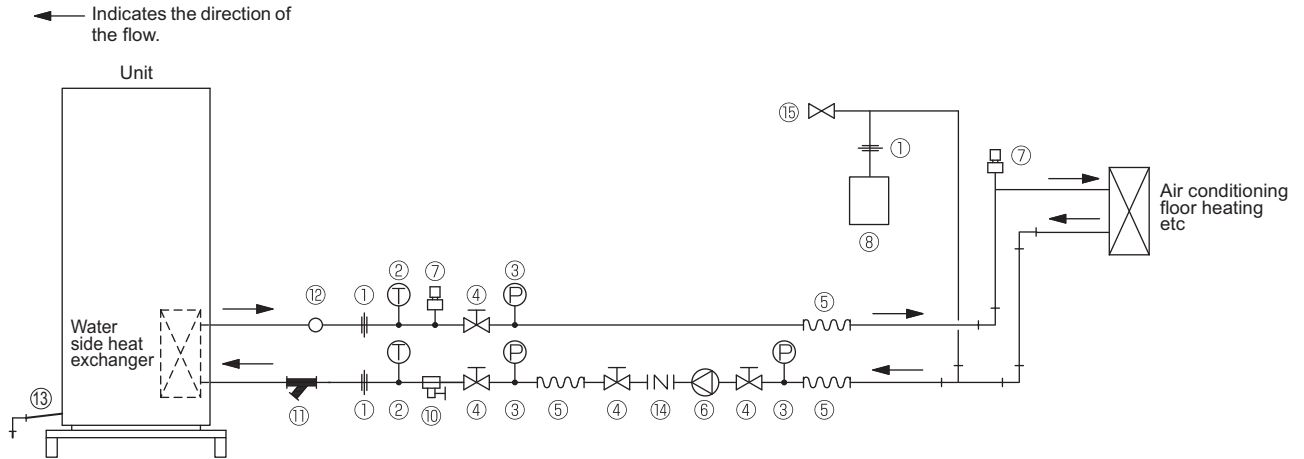 Indicates the direction of
the flow.
Unit
⑮
①
⑦
Air conditioning
floor heating
etc
⑧
② ⑦ ④ ③
T P
⑫ ① ⑤
Water
side heat
exchanger
T P P
⑬
⑪ ① ② ⑩ ④ ③ ⑤ ④ ⑭ ⑥ ④ ③ ⑤